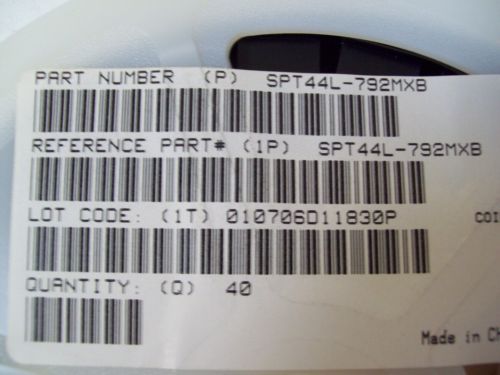 PART NUMBER (P) SPT44L-792MXB
REFERENCE PART# (1P) SPT44L-792MXB
LOT CODE: (1T) 010706D11830P
QUANTITY: (Q) 40
Made in